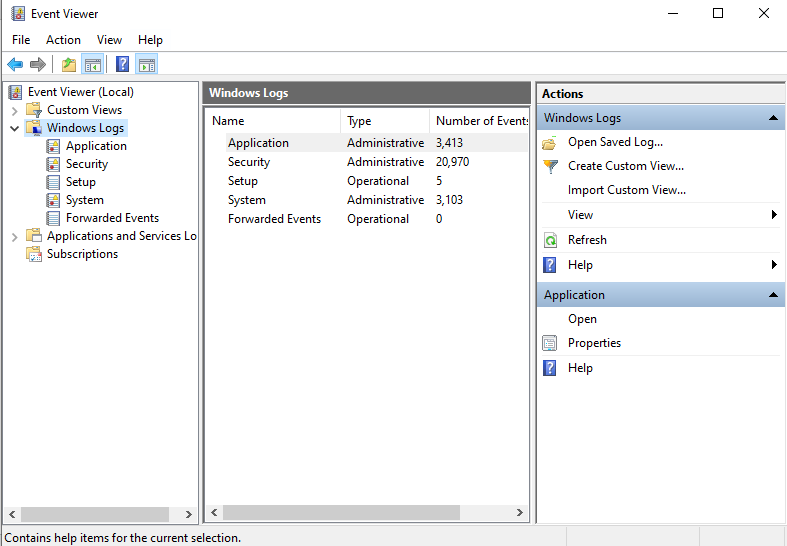 Event Viewer
File Action View Help
Event Viewer (Local)
Custom Views
Windows Logs
Application
Security
Setup
System
Forwarded Events
Applications and Services Lo
Subscriptions
Windows Logs
Name Type Number of Events
Application Administrative 3,413
Security Administrative 20,970
Setup Operational 5
System Administrative 3,103
Forwarded Events Operational 0
Actions
Windows Logs
Open Saved Log...
Create Custom View...
Import Custom View...
View
Refresh
Help
Application
Open
Properties
Help
Contains help items for the current selection.